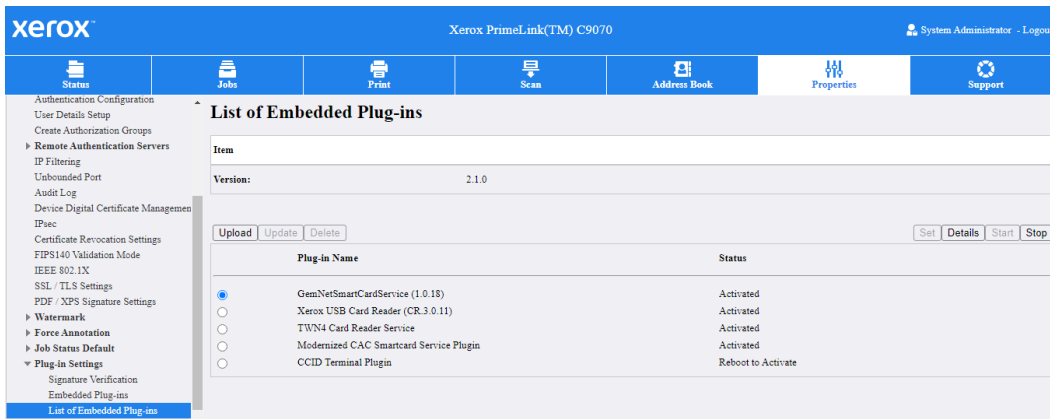 xerox™
Xerox PrimeLink(TM) C9070
System Administrator - Logou
Status
Jobs
Print
Scan
Address Book
Properties
Support
Authentication Configuration
User Details Setup
Create Authorization Groups
Remote Authentication Servers
IP Filtering
Unbounded Port
Audit Log
Device Digital Certificate Managemen
IPsec
Certificate Revocation Settings
FIPS140 Validation Mode
IEEE 802.1X
SSL / TLS Settings
PDF / XPS Signature Settings
Watermark
Force Annotation
Job Status Default
Plug-in Settings
Signature Verification
Embedded Plug-ins
List of Embedded Plug-ins
List of Embedded Plug-ins
Item
Version: 2.1.0
Upload Update Delete Set Details Start Stop
Plug-in Name Status
GemNetSmartCardService (1.0.18) Activated
Xerox USB Card Reader (CR.3.0.11) Activated
TWN4 Card Reader Service Activated
Modernized CAC Smartcard Service Plugin Activated
CCID Terminal Plugin Reboot to Activate